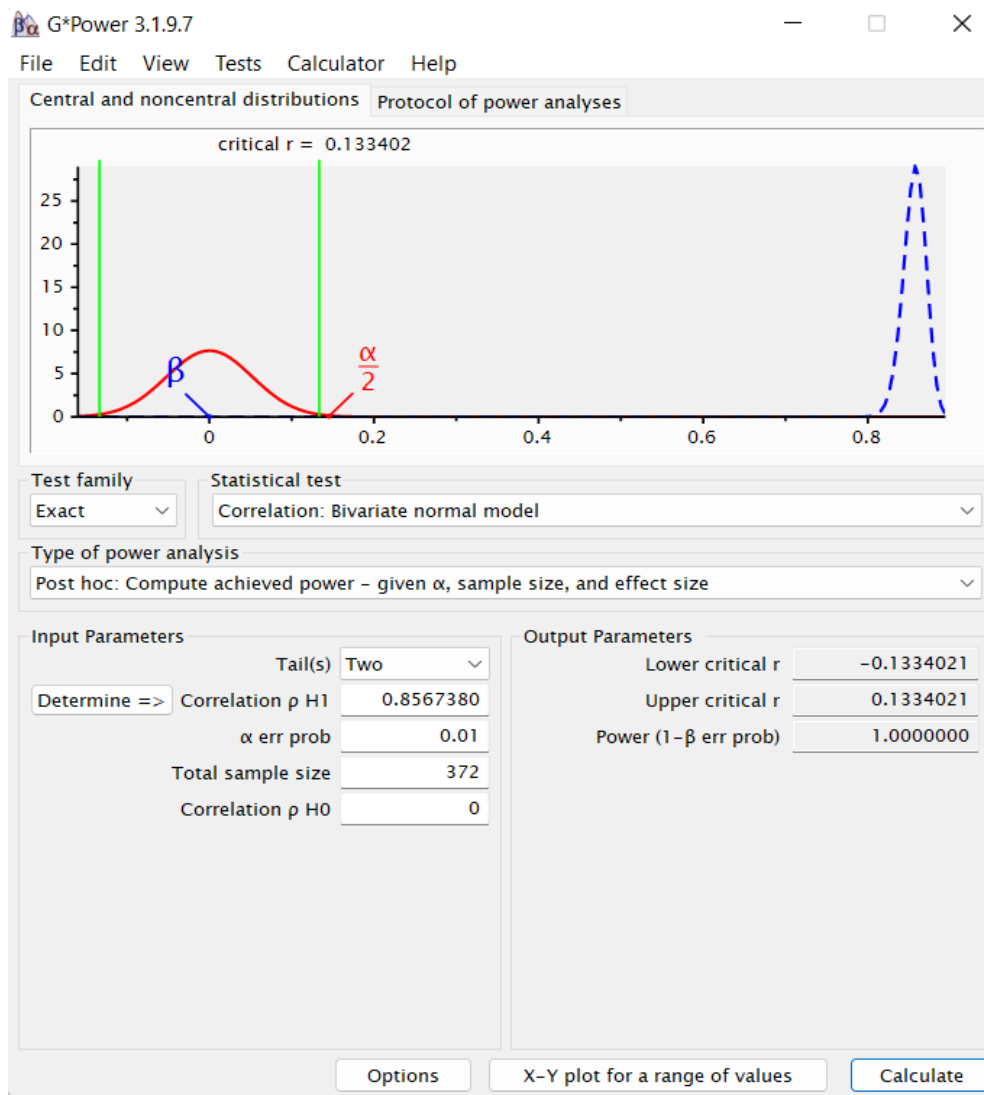 G*Power 3.1.9.7
File Edit View Tests Calculator Help
Central and noncentral distributions Protocol of power analyses
critical r = 0.133402
25
20
15
10
5
0
β
α
2
0 0.2 0.4 0.6 0.8
Test family Statistical test
Exact Correlation: Bivariate normal model
Type of power analysis
Post hoc: Compute achieved power – given α, sample size, and effect size
Input Parameters Output Parameters
Tail(s) Two Lower critical r -0.1334021
Determine => Correlation ρ H1 0.8567380 Upper critical r 0.1334021
α err prob 0.01 Power (1-β err prob) 1.0000000
Total sample size 372
Correlation ρ H0 0
Options X-Y plot for a range of values Calculate